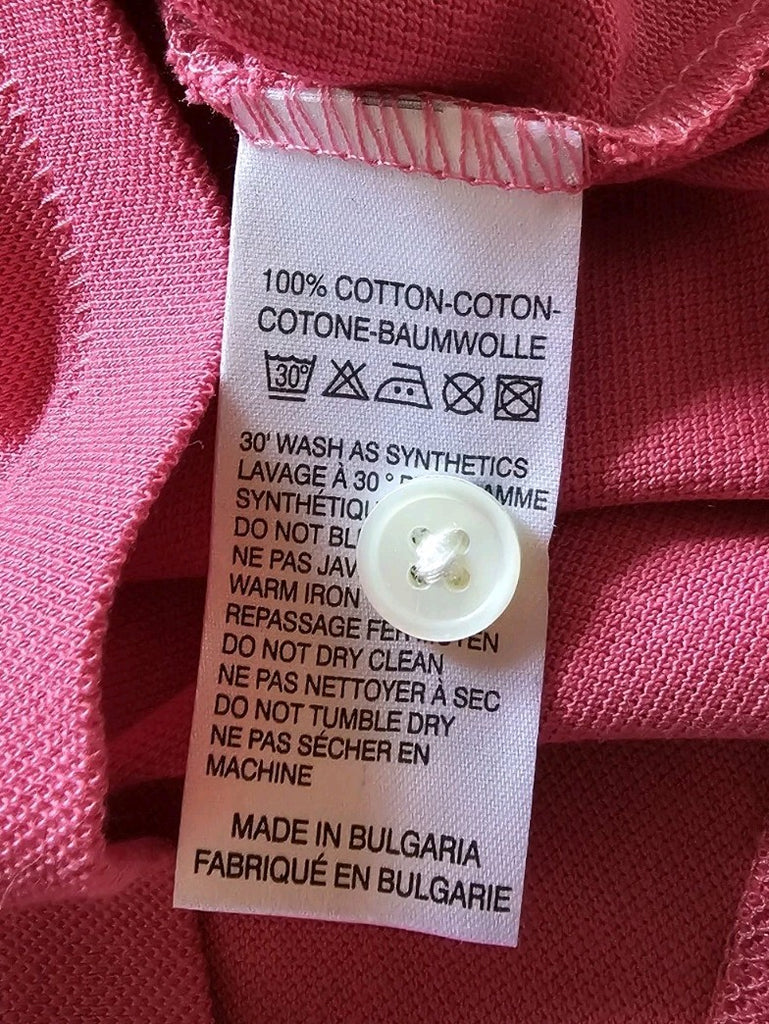 100% COTTON-COTON-
COTONE-BAUMWOLLE
30°
30' WASH AS SYNTHETICS
LAVAGE À 30 °
SYNTHÉTIQU
DO NOT
NE PAS
WARM IRON
REPASSAGE
DO NOT DRY CLEAN
NE PAS NETTOYER À SEC
DO NOT TUMBLE DRY
NE PAS SÉCHER EN
MACHINE
MADE IN BULGARIA
FABRIQUÉ EN BULGARIE